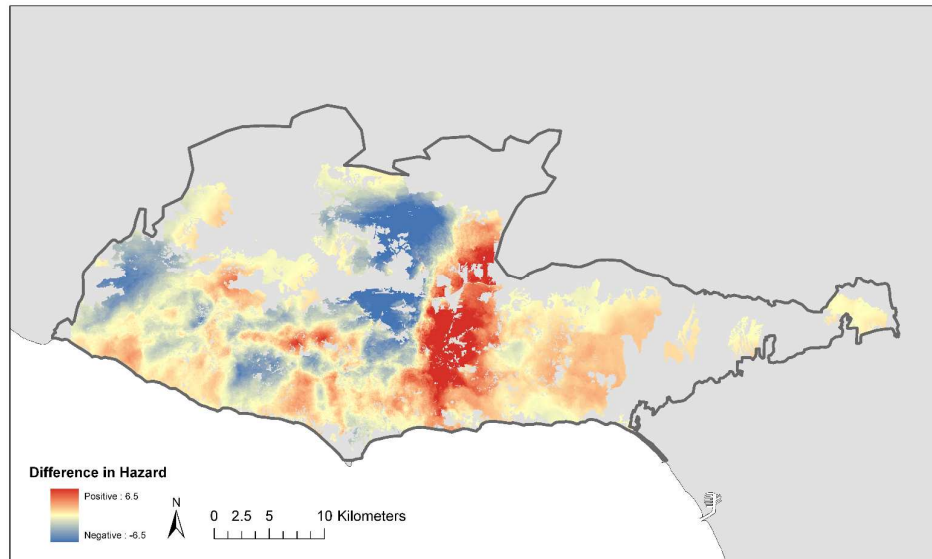 Difference in Hazard
Positive : 6.5
Negative : -6.5
N
0 2.5 5 10 Kilometers